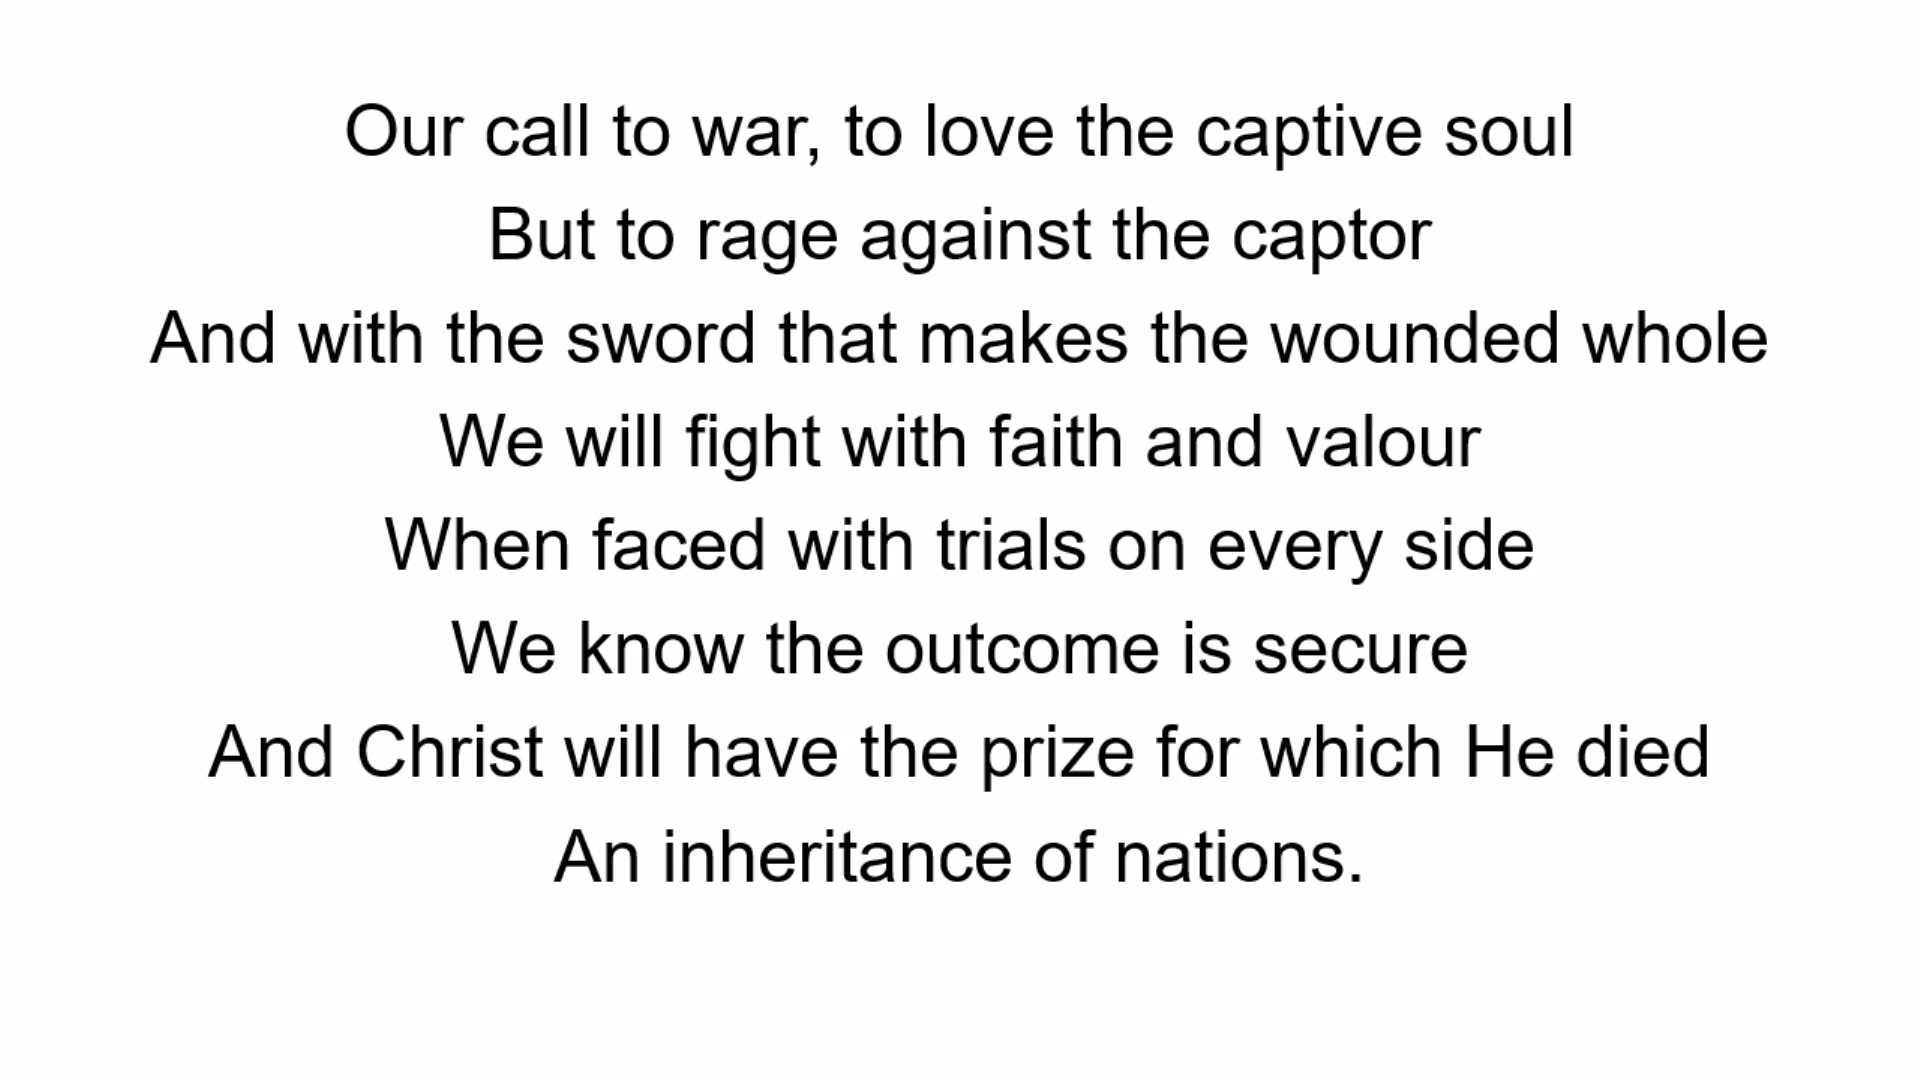 Our call to war, to love the captive soul
But to rage against the captor
And with the sword that makes the wounded whole
We will fight with faith and valour
When faced with trials on every side
We know the outcome is secure
And Christ will have the prize for which He died
An inheritance of nations.